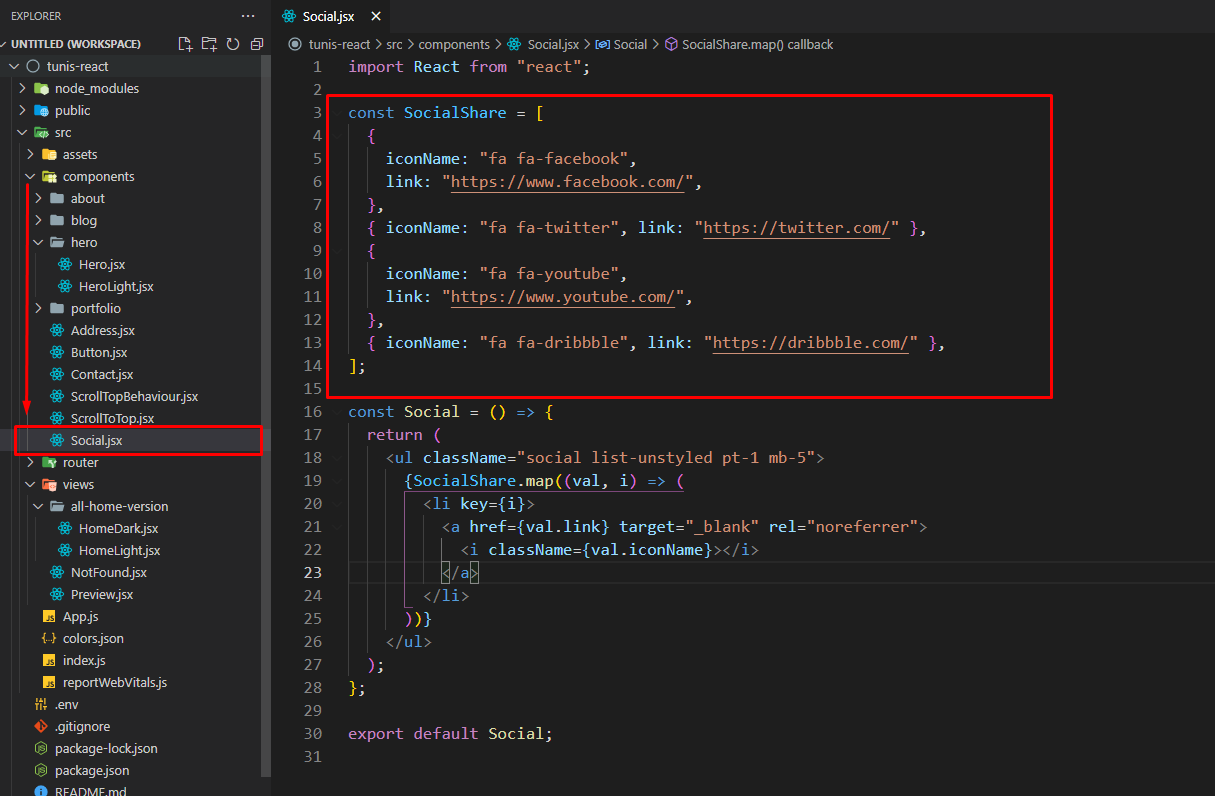 EXPLORER
UNTITLED (WORKSPACE)
tunis-react
node_modules
public
src
assets
components
about
blog
hero
Hero.jsx
HeroLight.jsx
portfolio
Address.jsx
Button.jsx
Contact.jsx
ScrollTopBehaviour.jsx
ScrollToTop.jsx
Social.jsx
router
views
all-home-version
HomeDark.jsx
HomeLight.jsx
NotFound.jsx
Preview.jsx
App.js
colors.json
index.js
reportWebVitals.js
.env
.gitignore
package-lock.json
package.json
README.md
Social.jsx
tunis-react > src > components > Social.jsx > Social > SocialShare.map() callback
1 import React from "react";
2
3 const SocialShare = [
4 {
5 iconName: "fa fa-facebook",
6 link: "https://www.facebook.com/",
7 },
8 { iconName: "fa fa-twitter", link: "https://twitter.com/" },
9 {
10 iconName: "fa fa-youtube",
11 link: "https://www.youtube.com/",
12 },
13 { iconName: "fa fa-dribbble", link: "https://dribbble.com/" },
14 ];
15
16 const Social = () => {
17 return (
18 <ul className="social list-unstyled pt-1 mb-5">
19 {SocialShare.map((val, i) => (
20 <li key={i}>
21 <a href={val.link} target="_blank" rel="noreferrer">
22 <i className={val.iconName}></i>
23 </a>
24 </li>
25 ))}
26 </ul>
27 );
28 };
29
30 export default Social;
31